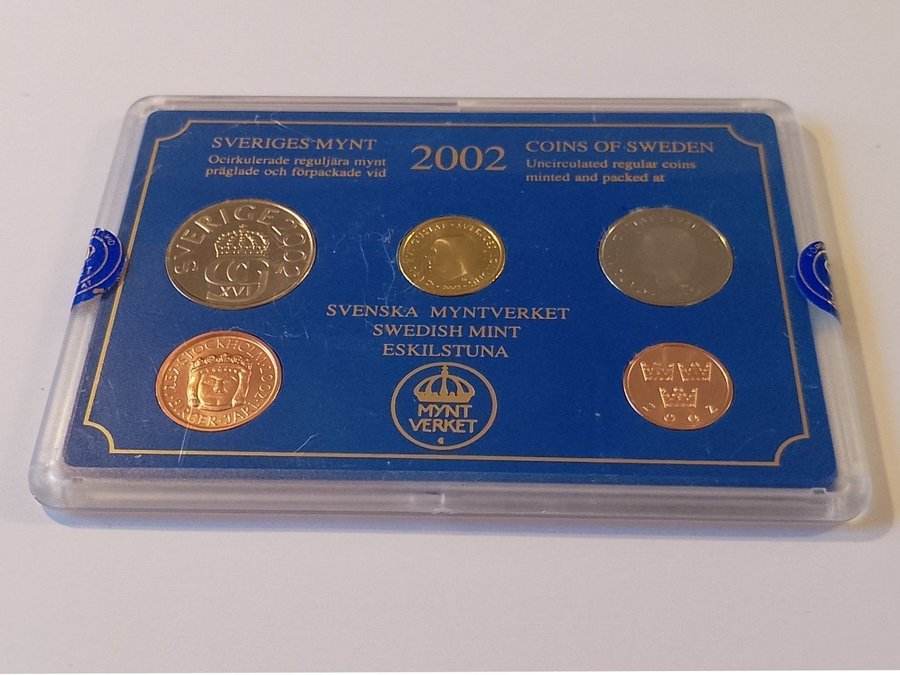 SVERIGES MYNT
Ocirkulerade reguljära mynt
präglade och förpackade vid
2002
COINS OF SWEDEN
Uncirculated regular coins
minted and packed at
SVERIGE 2002
XVI
SVENSKA MYNTVERKET
SWEDISH MINT
ESKILSTUNA
MYNT
VERKET
2002